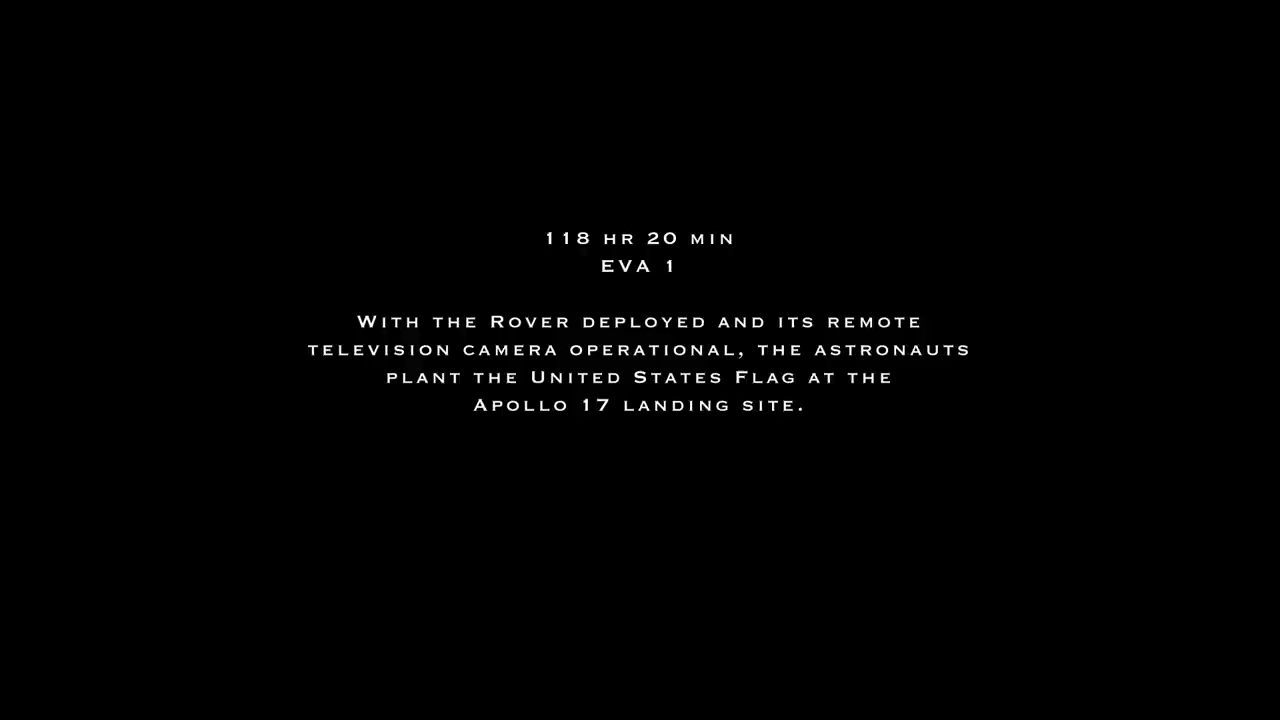 118 HR 20 MIN
EVA 1
WITH THE ROVER DEPLOYED AND ITS REMOTE
TELEVISION CAMERA OPERATIONAL, THE ASTRONAUTS
PLANT THE UNITED STATES FLAG AT THE
APOLLO 17 LANDING SITE.